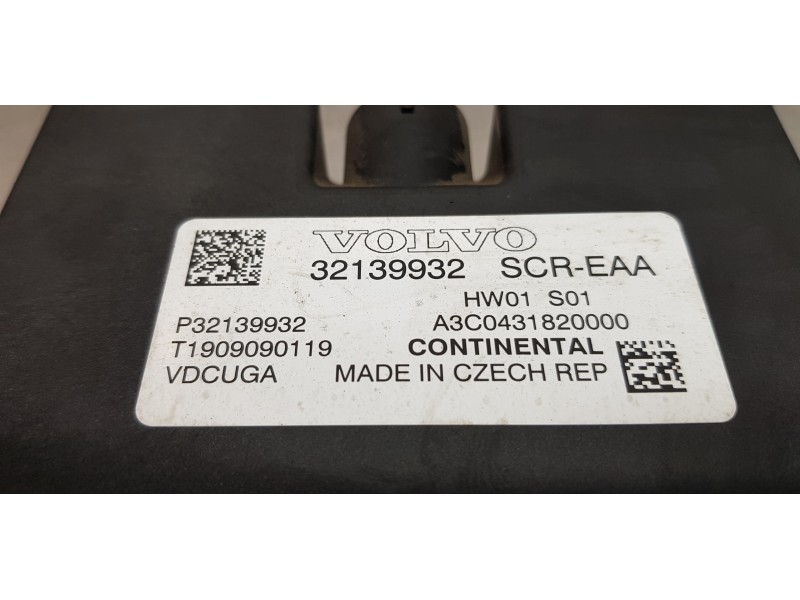 VOLVO
32139932 SCR-EAA
HW01 S01
P32139932 A3C0431820000
T1909090119 CONTINENTAL
VDCUGA MADE IN CZECH REP